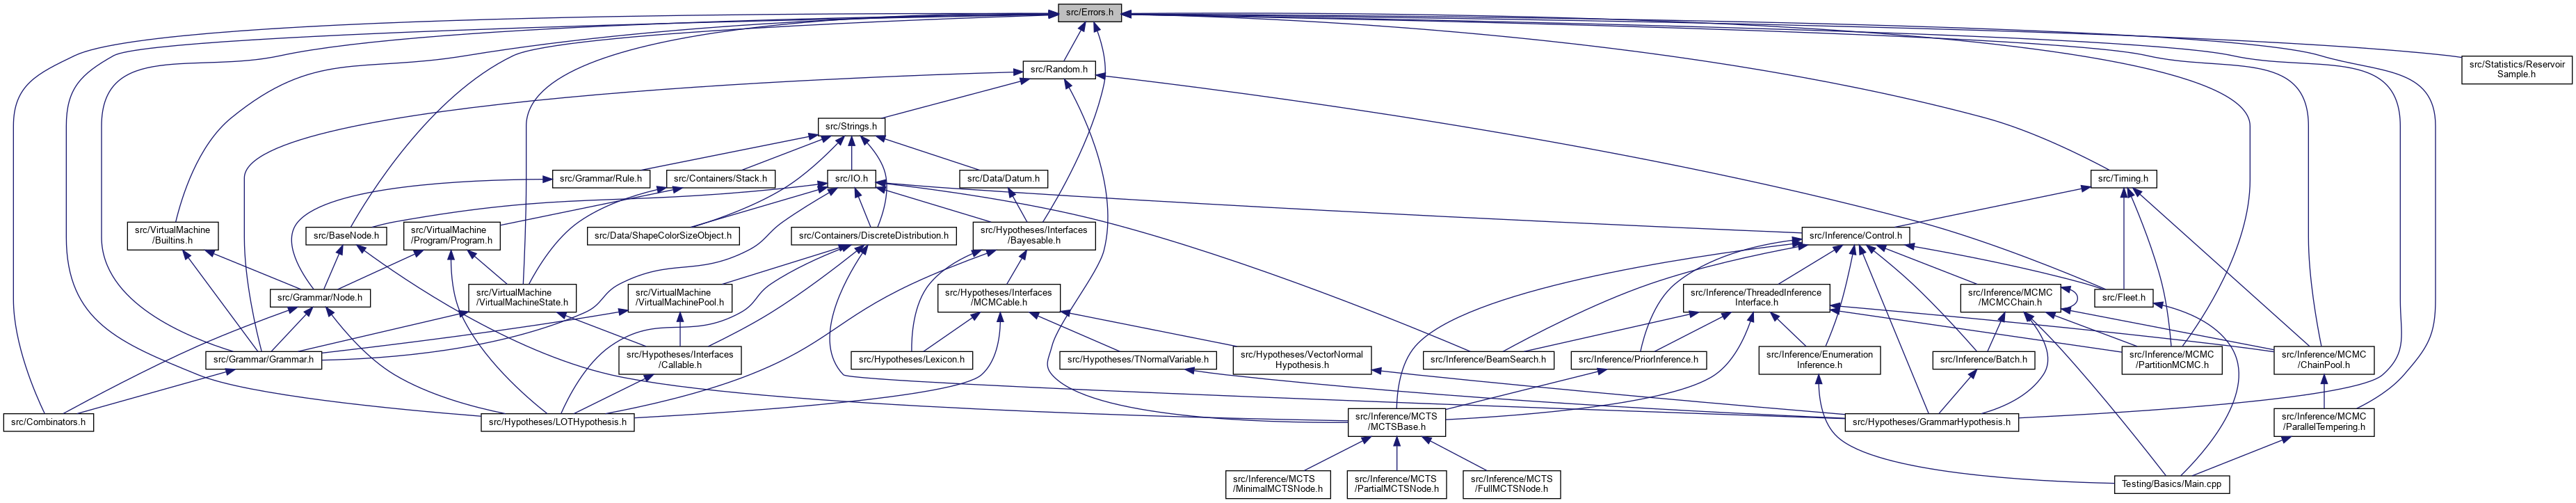 src/Errors.h
src/Random.h
src/Statistics/Reservoir
Sample.h
src/Strings.h
src/Grammar/Rule.h
src/Containers/Stack.h
src/IO.h
src/Data/Datum.h
src/Timing.h
src/VirtualMachine
/Builtins.h
src/BaseNode.h
src/VirtualMachine
/Program/Program.h
src/Data/ShapeColorSizeObject.h
src/Containers/DiscreteDistribution.h
src/Hypotheses/Interfaces
/Bayesable.h
src/Inference/Control.h
src/Grammar/Node.h
src/VirtualMachine
/VirtualMachineState.h
src/VirtualMachine
/VirtualMachinePool.h
src/Hypotheses/Interfaces
/MCMCable.h
src/Inference/ThreadedInference
Interface.h
src/Inference/MCMC
/MCMCChain.h
src/Fleet.h
src/Grammar/Grammar.h
src/Hypotheses/Interfaces
/Callable.h
src/Hypotheses/Lexicon.h
src/Hypotheses/TNormalVariable.h
src/Hypotheses/VectorNormal
Hypothesis.h
src/Inference/BeamSearch.h
src/Inference/PriorInference.h
src/Inference/Enumeration
Inference.h
src/Inference/Batch.h
src/Inference/MCMC
/PartitionMCMC.h
src/Inference/MCMC
/ChainPool.h
src/Combinators.h
src/Hypotheses/LOTHypothesis.h
src/Inference/MCTS
/MCTSBase.h
src/Hypotheses/GrammarHypothesis.h
src/Inference/MCMC
/ParallelTempering.h
src/Inference/MCTS
/MinimalMCTSNode.h
src/Inference/MCTS
/PartialMCTSNode.h
src/Inference/MCTS
/FullMCTSNode.h
Testing/Basics/Main.cpp